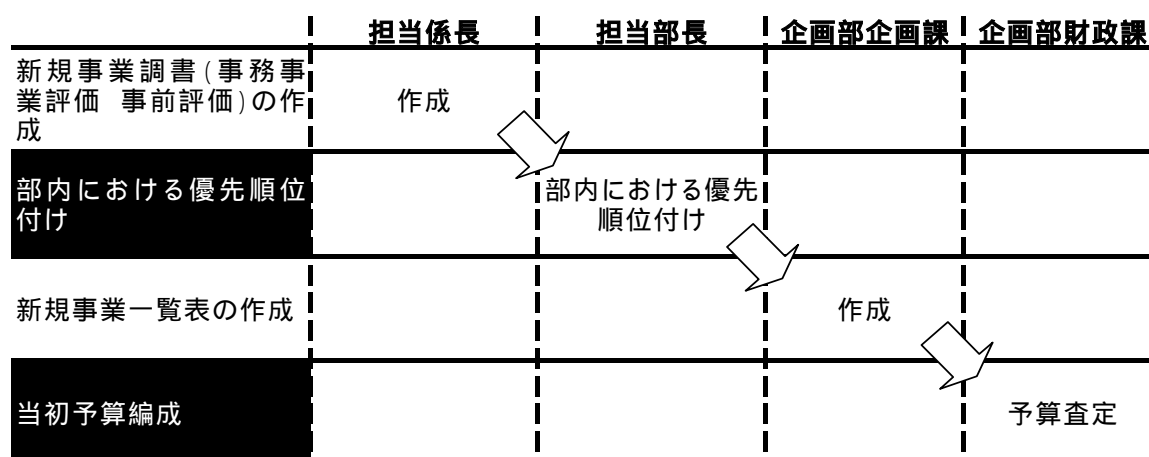 担当係長 担当部長 企画部企画課 企画部財政課
新規事業調書(事務事
業評価 事前評価)の作
成
作成
部内における優先順位
付け
部内における優先
順位付け
新規事業一覧表の作成
作成
当初予算編成
予算査定